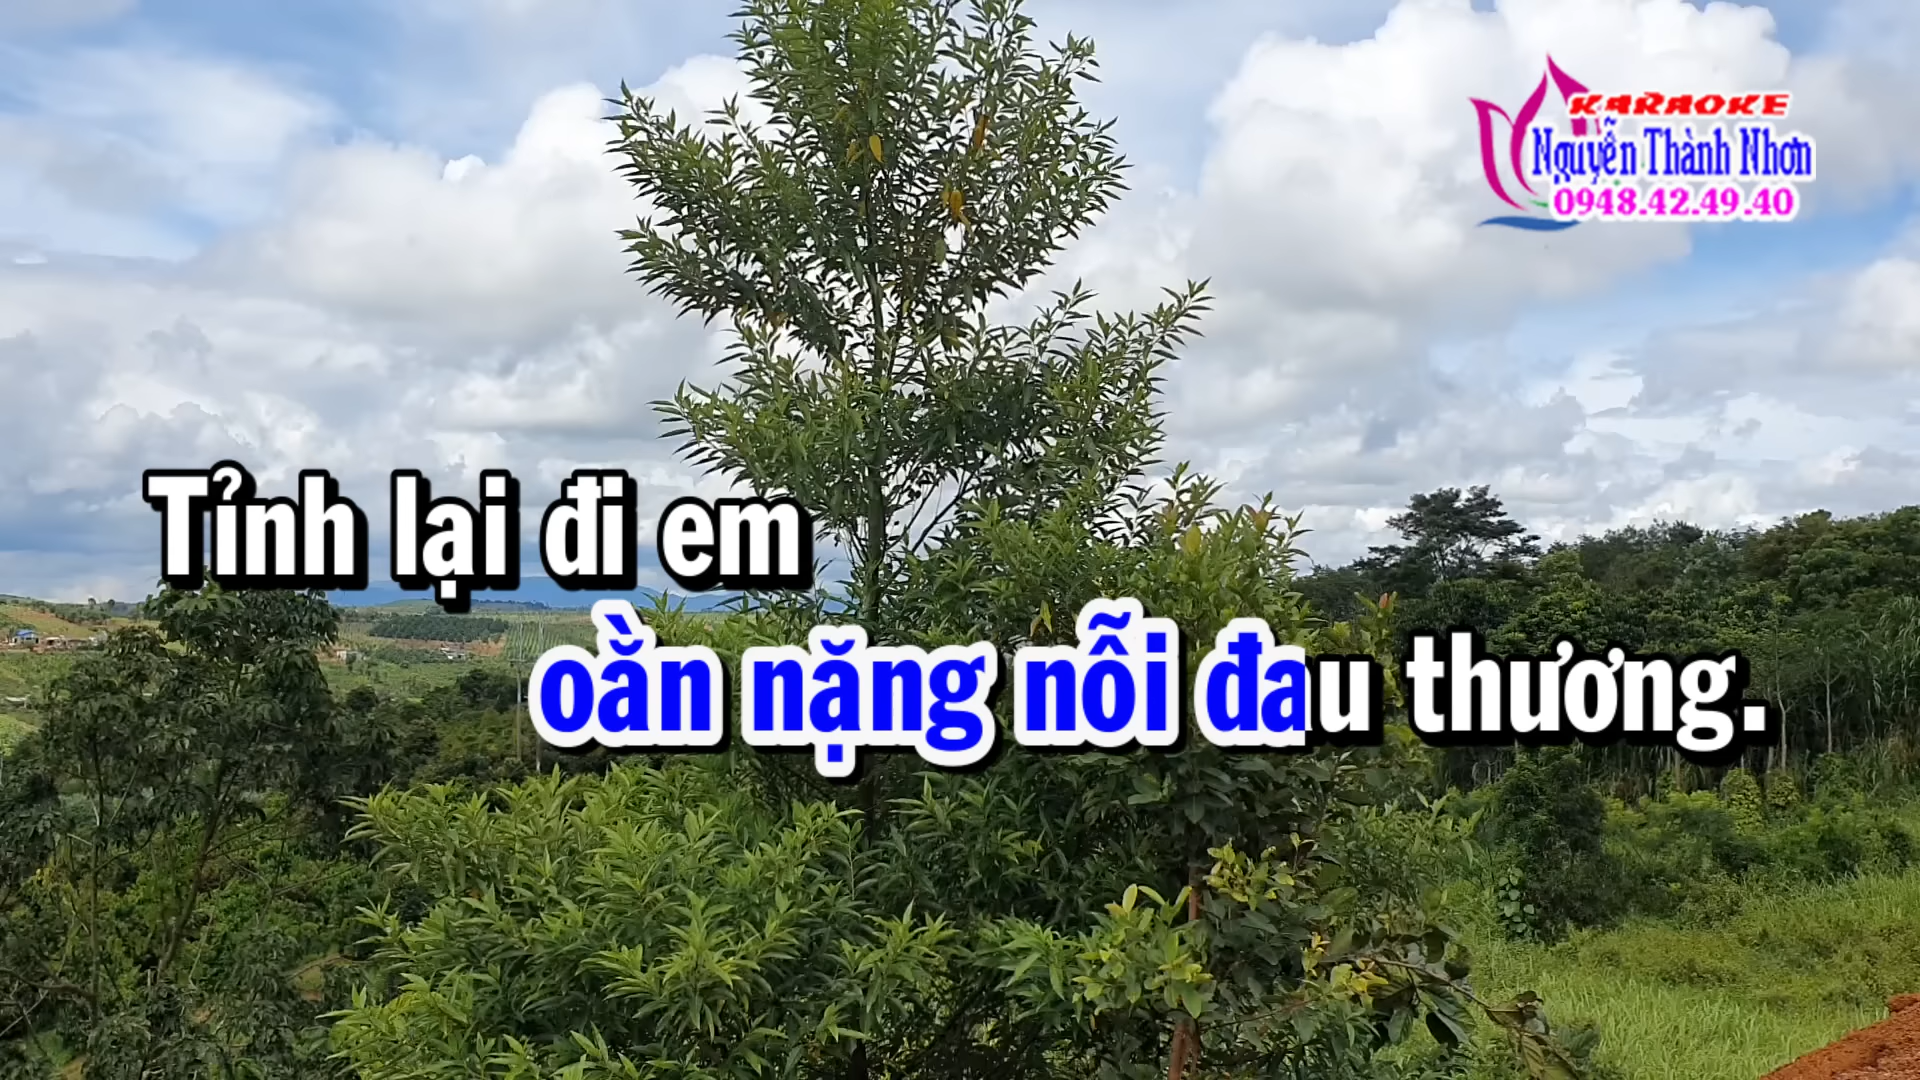 KARAOKE
Nguyễn Thành Nhơn
0948.42.49.40
Tỉnh lại đi em
oằn nặng nỗi đau thương.